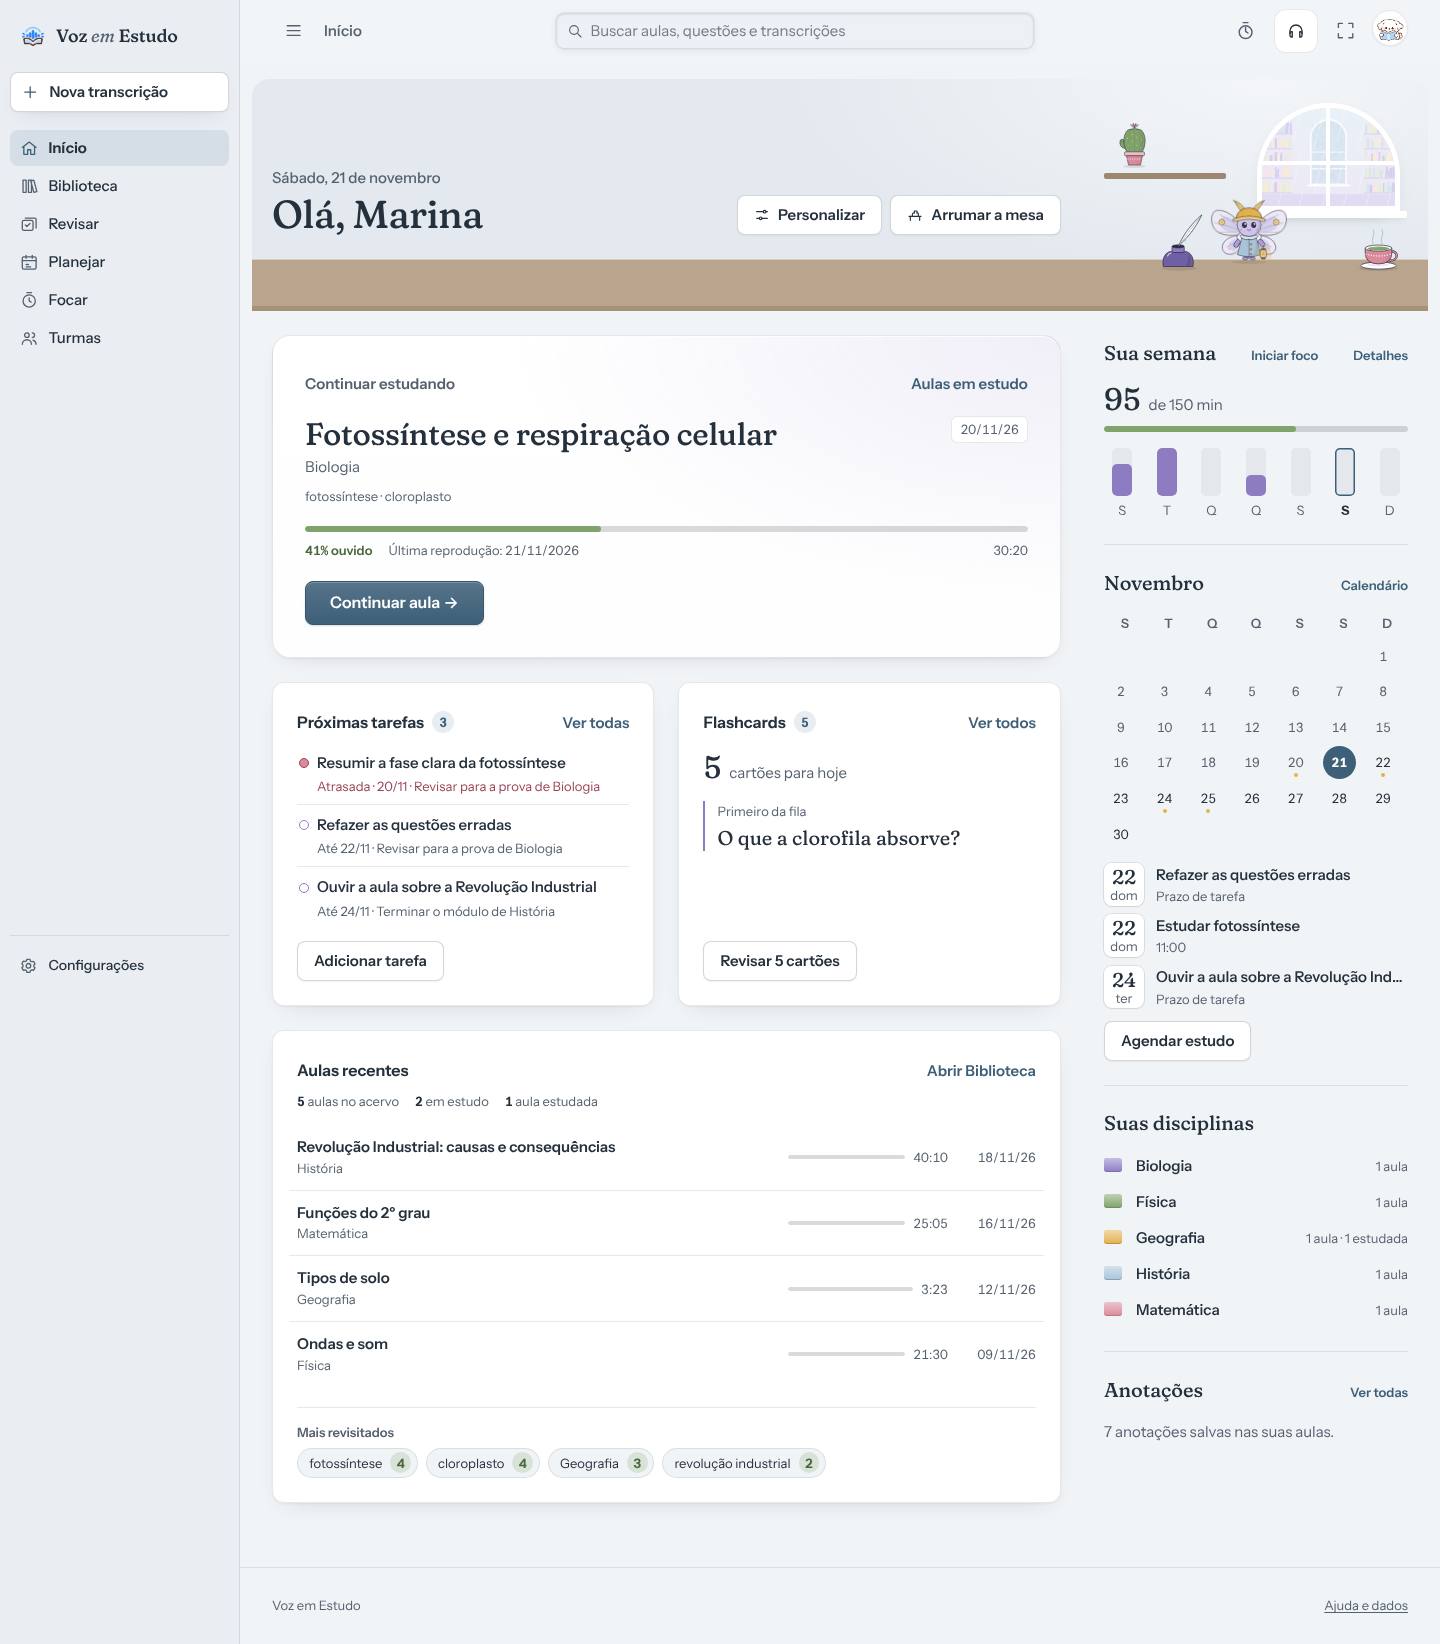 Voz em Estudo
Nova transcrição
Início
Biblioteca
Revisar
Planejar
Focar
Turmas
Configurações
Início
Buscar aulas, questões e transcrições
Sábado, 21 de novembro
Olá, Marina
Personalizar
Arrumar a mesa
Continuar estudando
Aulas em estudo
Fotossíntese e respiração celular
20/11/26
Biologia
fotossíntese · cloroplasto
41% ouvido Última reprodução: 21/11/2026 30:20
Continuar aula →
Próximas tarefas 3 Ver todas
Resumir a fase clara da fotossíntese
Atrasada · 20/11 · Revisar para a prova de Biologia
Refazer as questões erradas
Até 22/11 · Revisar para a prova de Biologia
Ouvir a aula sobre a Revolução Industrial
Até 24/11 · Terminar o módulo de História
Adicionar tarefa
Flashcards 5 Ver todos
5 cartões para hoje
Primeiro da fila
O que a clorofila absorve?
Revisar 5 cartões
Aulas recentes Abrir Biblioteca
5 aulas no acervo 2 em estudo 1 aula estudada
Revolução Industrial: causas e consequências
História
40:10 18/11/26
Funções do 2º grau
Matemática
25:05 16/11/26
Tipos de solo
Geografia
3:23 12/11/26
Ondas e som
Física
21:30 09/11/26
Mais revisitados
fotossíntese 4 cloroplasto 4 Geografia 3 revolução industrial 2
Sua semana Iniciar foco Detalhes
95 de 150 min
S T Q Q S S D
Novembro Calendário
S T Q Q S S D
1
2 3 4 5 6 7 8
9 10 11 12 13 14 15
16 17 18 19 20 21 22
23 24 25 26 27 28 29
30
22 dom
Refazer as questões erradas
Prazo de tarefa
22 dom
Estudar fotossíntese
11:00
24 ter
Ouvir a aula sobre a Revolução Ind...
Prazo de tarefa
Agendar estudo
Suas disciplinas
Biologia 1 aula
Física 1 aula
Geografia 1 aula · 1 estudada
História 1 aula
Matemática 1 aula
Anotações Ver todas
7 anotações salvas nas suas aulas.
Voz em Estudo
Ajuda e dados